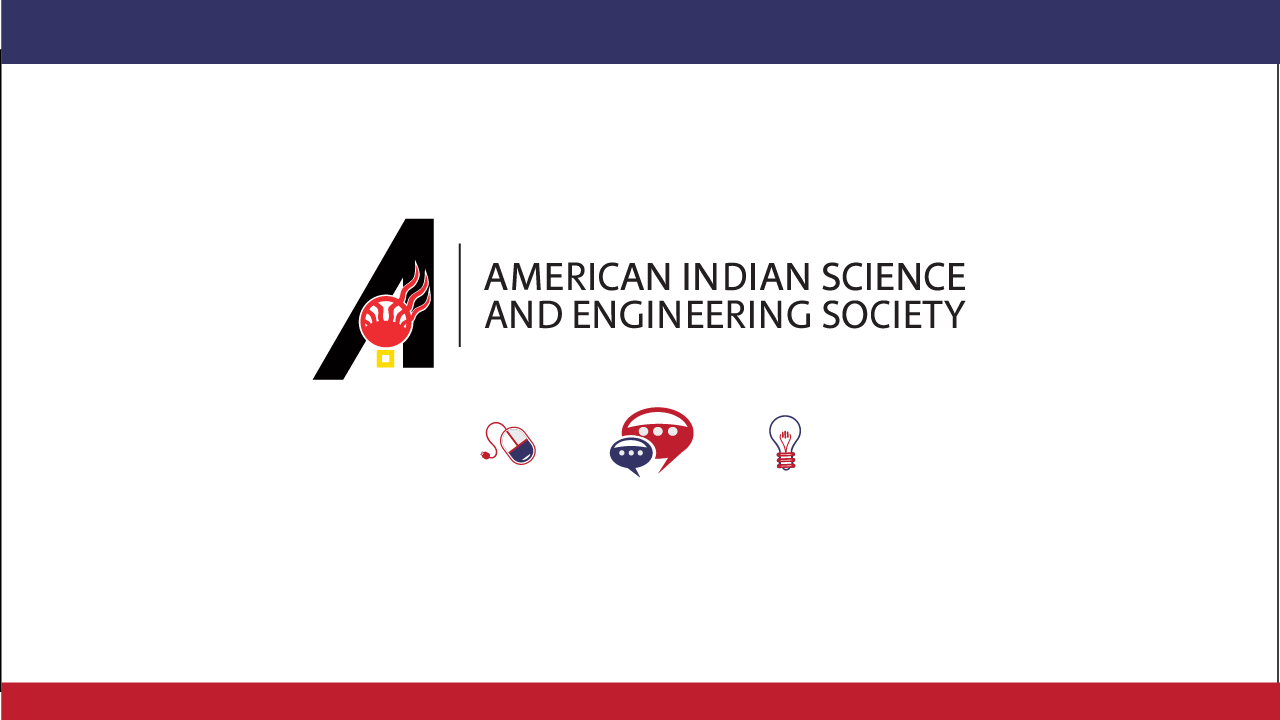 AMERICAN INDIAN SCIENCE
AND ENGINEERING SOCIETY